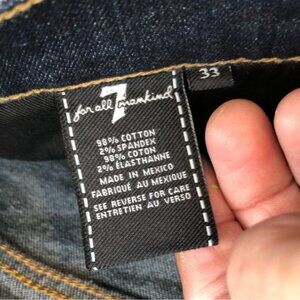 7
for all mankind
33
98% COTTON
2% SPANDEX
98% COTON
2% ÉLASTHANNE
MADE IN MEXICO
FABRIQUÉ AU MEXIQUE
SEE REVERSE FOR CARE
ENTRETIEN AU VERSO